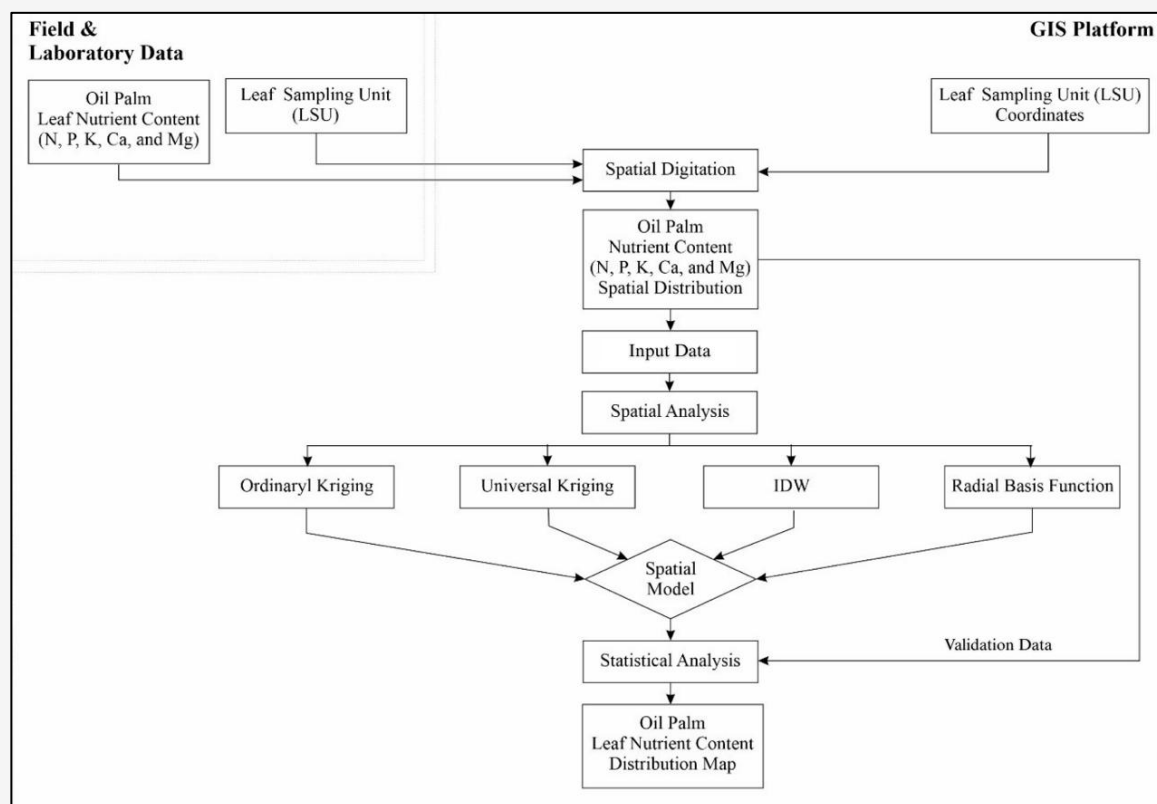 Field &
Laboratory Data
GIS Platform
Oil Palm
Leaf Nutrient Content
(N, P, K, Ca, and Mg)
Leaf Sampling Unit
(LSU)
Leaf Sampling Unit (LSU)
Coordinates
Spatial Digitation
Oil Palm
Nutrient Content
(N, P, K, Ca, and Mg)
Spatial Distribution
Input Data
Spatial Analysis
Ordinaryl Kriging
Universal Kriging
IDW
Radial Basis Function
Spatial
Model
Statistical Analysis
Validation Data
Oil Palm
Leaf Nutrient Content
Distribution Map